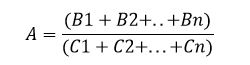 A = (B1 + B2+..+Bn)
(C1 + C2+...+Cn)